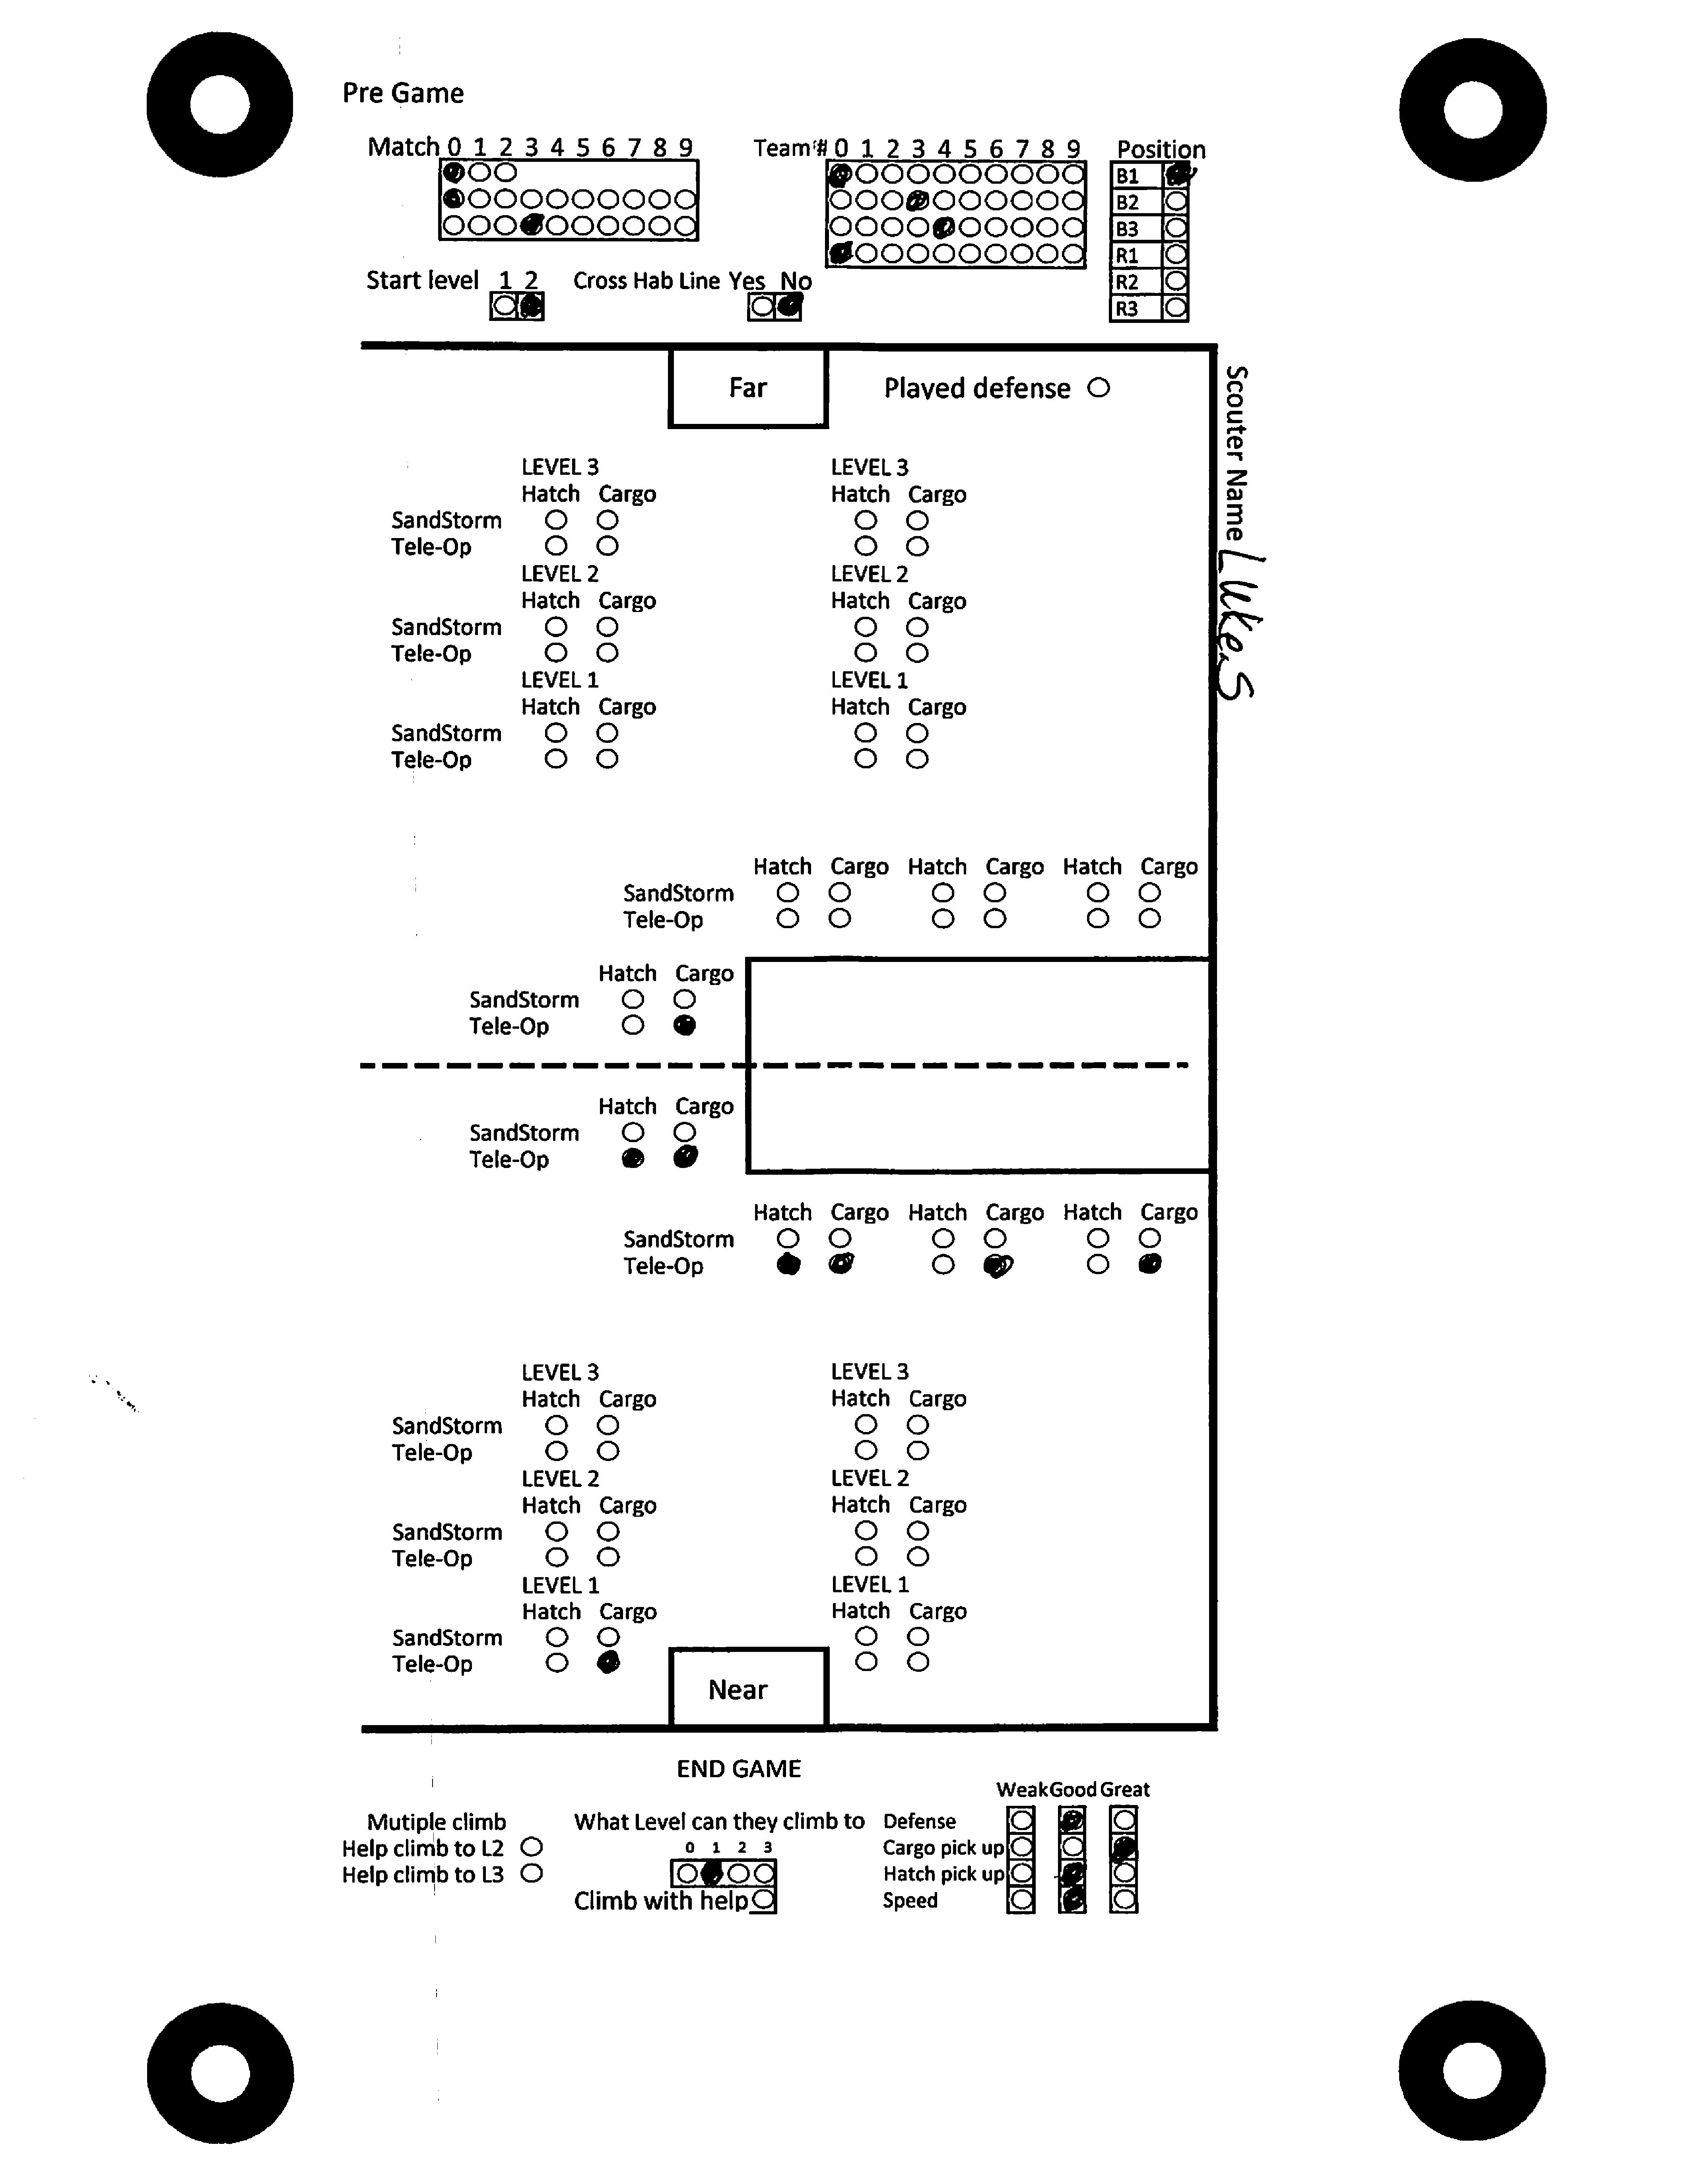 Pre Game
Match 0 1 2 3 4 5 6 7 8 9
Team # 0 1 2 3 4 5 6 7 8 9
Position
B1
B2
B3
R1
R2
R3
Start level 1 2
Cross Hab Line Yes No
Far
Played defense
Scouter Name Luke.S
LEVEL 3 LEVEL 3
Hatch Cargo Hatch Cargo
SandStorm
Tele-Op
LEVEL 2 LEVEL 2
Hatch Cargo Hatch Cargo
SandStorm
Tele-Op
LEVEL 1 LEVEL 1
Hatch Cargo Hatch Cargo
SandStorm
Tele-Op
Hatch Cargo Hatch Cargo Hatch Cargo
SandStorm
Tele-Op
Hatch Cargo
SandStorm
Tele-Op
Hatch Cargo
SandStorm
Tele-Op
Hatch Cargo Hatch Cargo Hatch Cargo
SandStorm
Tele-Op
LEVEL 3 LEVEL 3
Hatch Cargo Hatch Cargo
SandStorm
Tele-Op
LEVEL 2 LEVEL 2
Hatch Cargo Hatch Cargo
SandStorm
Tele-Op
LEVEL 1 LEVEL 1
Hatch Cargo Hatch Cargo
SandStorm
Tele-Op
Near
END GAME
Mutiple climb
Help climb to L2
Help climb to L3
What Level can they climb to
0 1 2 3
Climb with help
Weak Good Great
Defense
Cargo pick up
Hatch pick up
Speed